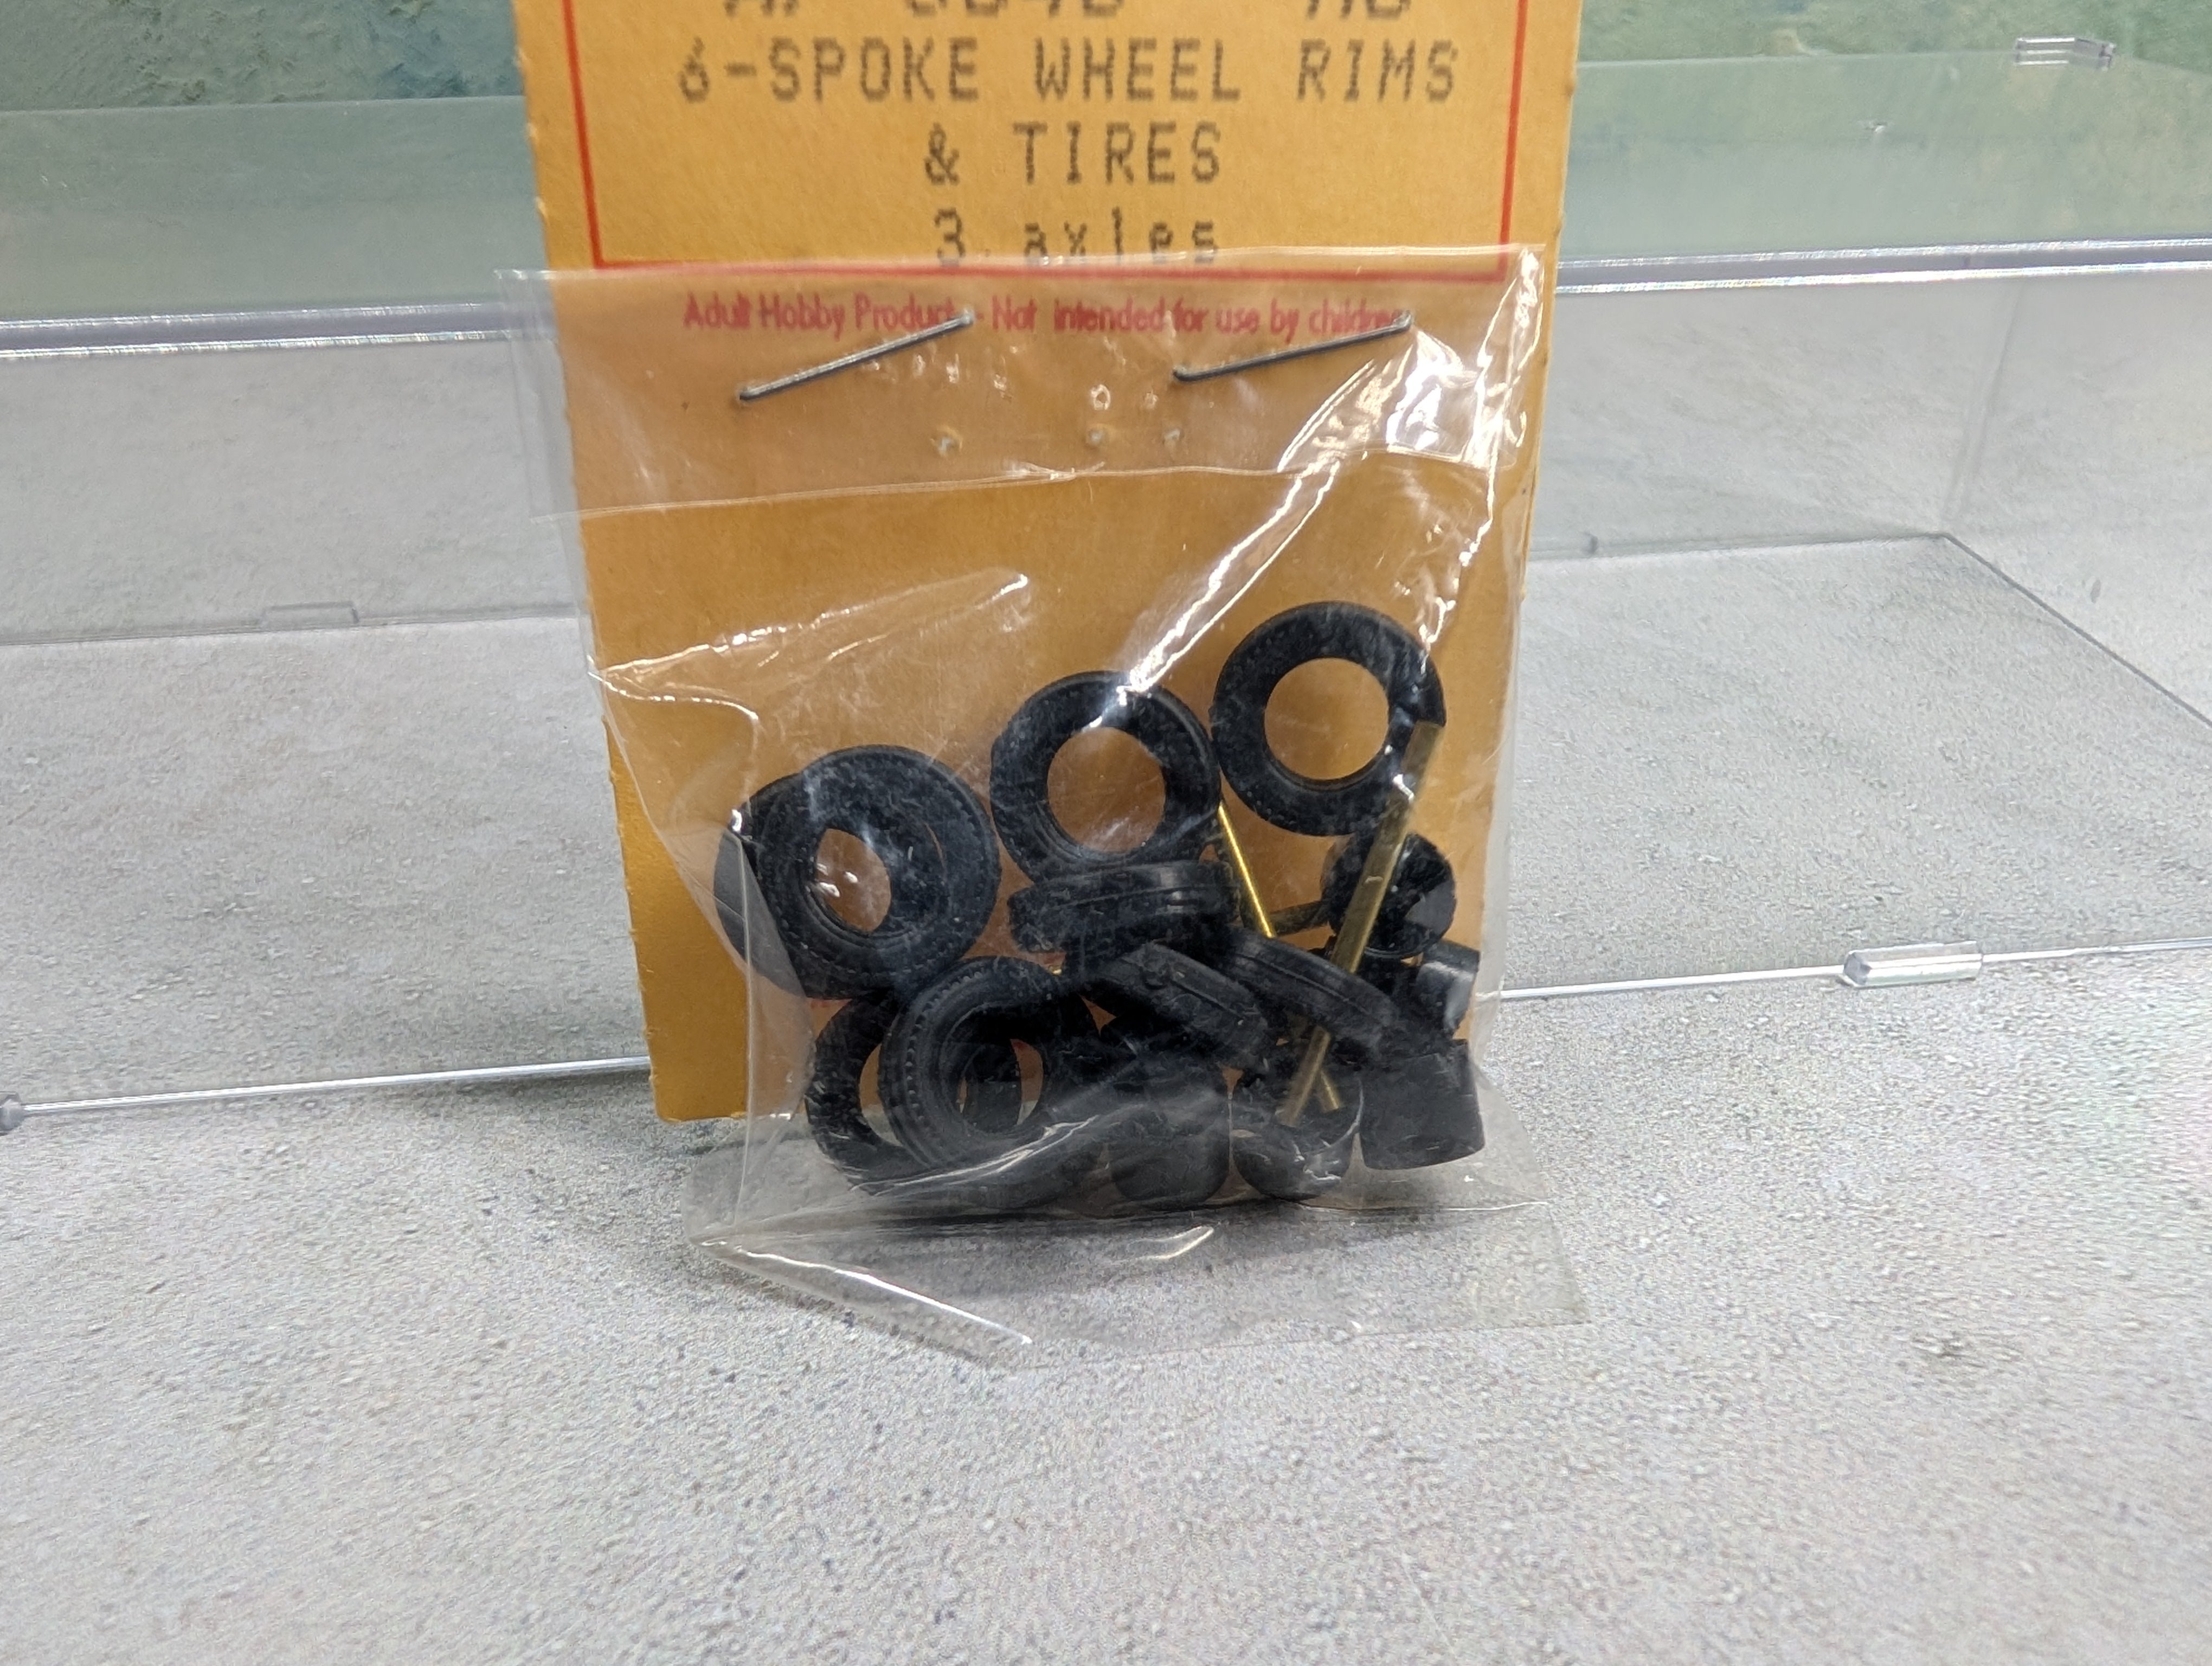 6-SPOKE WHEEL RIMS
& TIRES
3 axles
Adult Hobby Product - Not intended for use by children